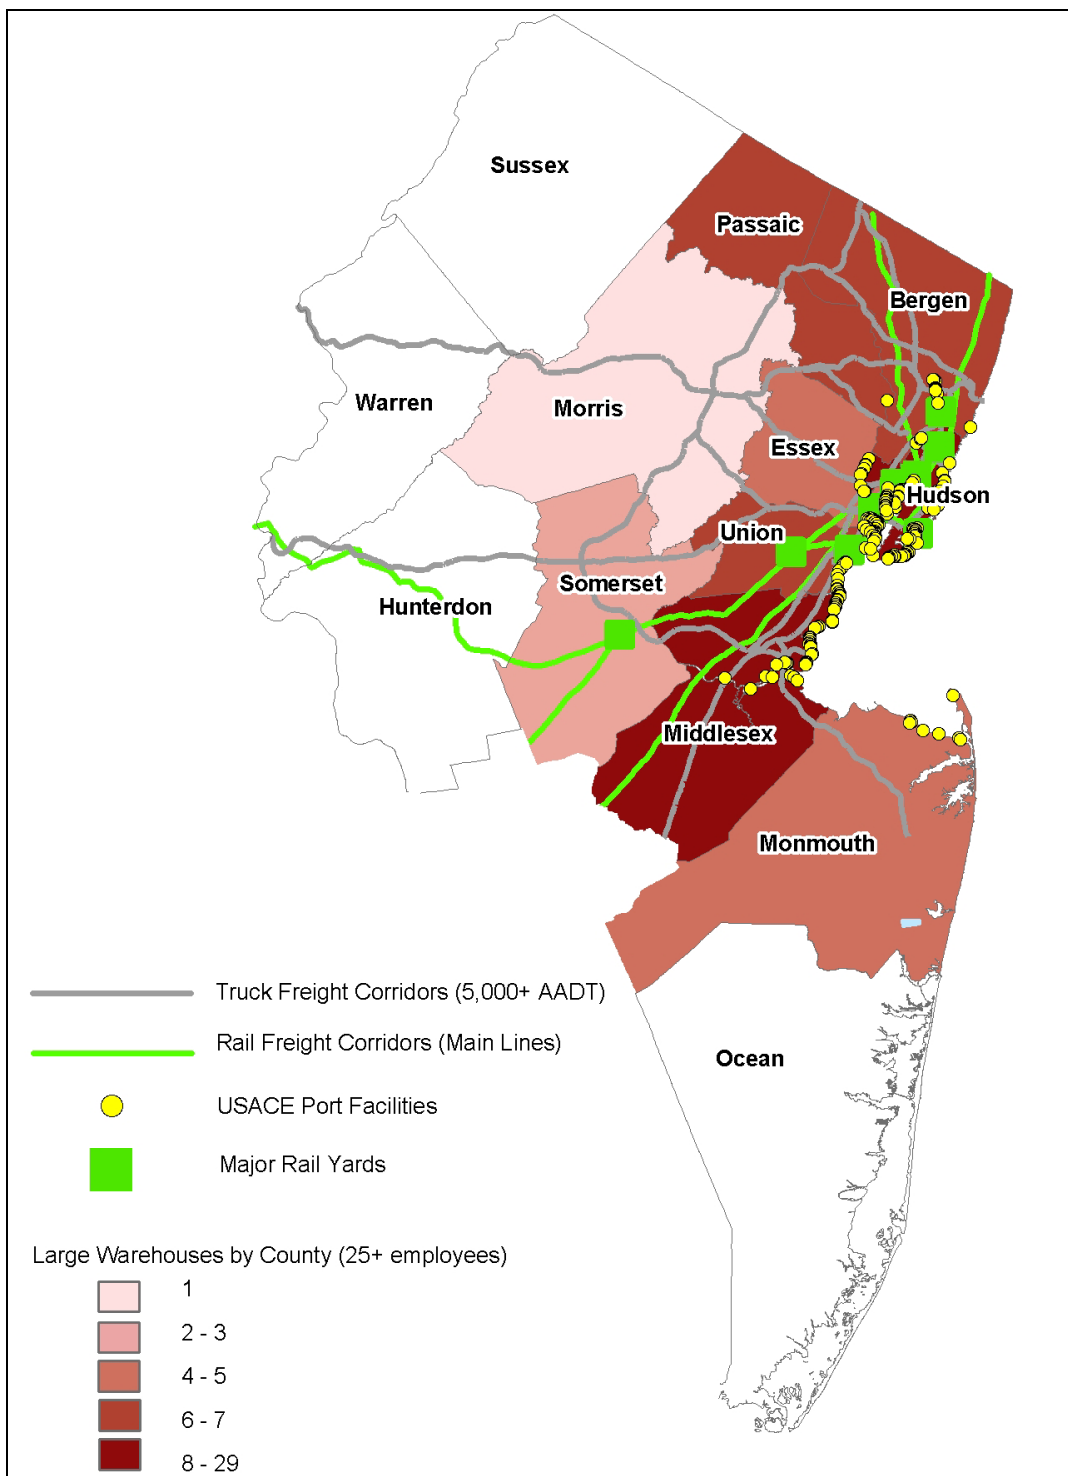 Sussex
Passaic
Bergen
Warren
Morris
Essex
Hudson
Union
Somerset
Hunterdon
Middlesex
Monmouth
Truck Freight Corridors (5,000+ AADT)
Rail Freight Corridors (Main Lines)
Ocean
USACE Port Facilities
Major Rail Yards
Large Warehouses by County (25+ employees)
1
2 - 3
4 - 5
6 - 7
8 - 29